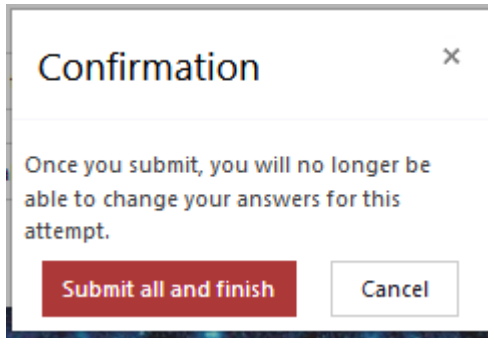 Confirmation
×
Once you submit, you will no longer be
able to change your answers for this
attempt.
Submit all and finish
Cancel